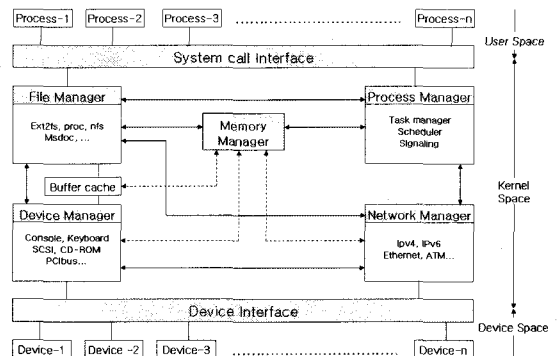 Process-1 Process-2 Process-3 Process-n
User Space
System call Interface
File Manager
Ext2fs, proc, nfs
Msdoc, ...
Memory
Manager
Process Manager
Task manager
Scheduler
Signaling
Buffer cache
Kernel
Space
Device Manager
Console, Keyboard
SCSI, CD-ROM
PCIbus...
Network Manager
Ipv4, IPv6
Ethernet, ATM...
Device Interface
Device Space
Device-1 Device -2 Device-3 Device-n